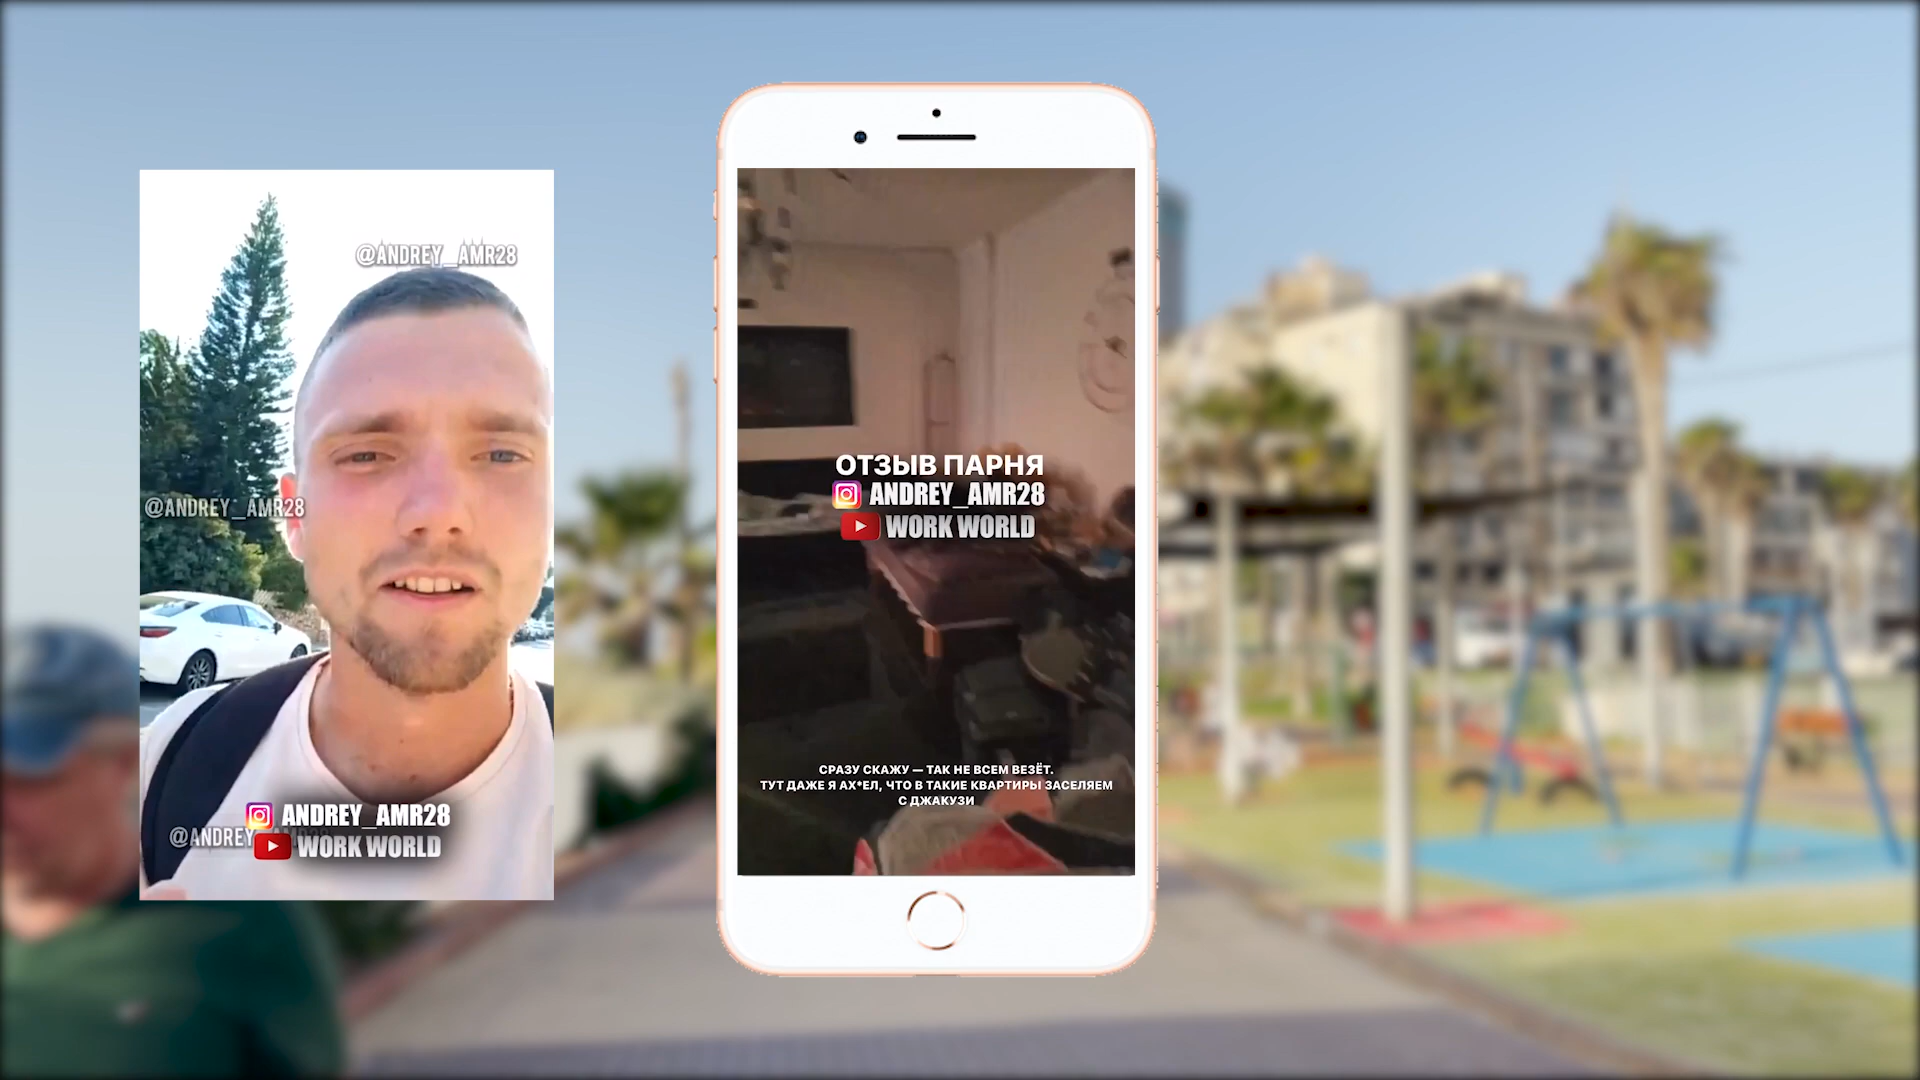 @ANDREY_AMR28
@ANDREY_AMR28
@ANDREY
ANDREY_AMR28
WORK WORLD
ОТЗЫВ ПАРНЯ
ANDREY_AMR28
WORK WORLD
СРАЗУ СКАЖУ — ТАК НЕ ВСЕМ ВЕЗЁТ.
ТУТ ДАЖЕ Я АХ*ЕЛ, ЧТО В ТАКИЕ КВАРТИРЫ ЗАСЕЛЯЕМ
С ДЖАКУЗИ